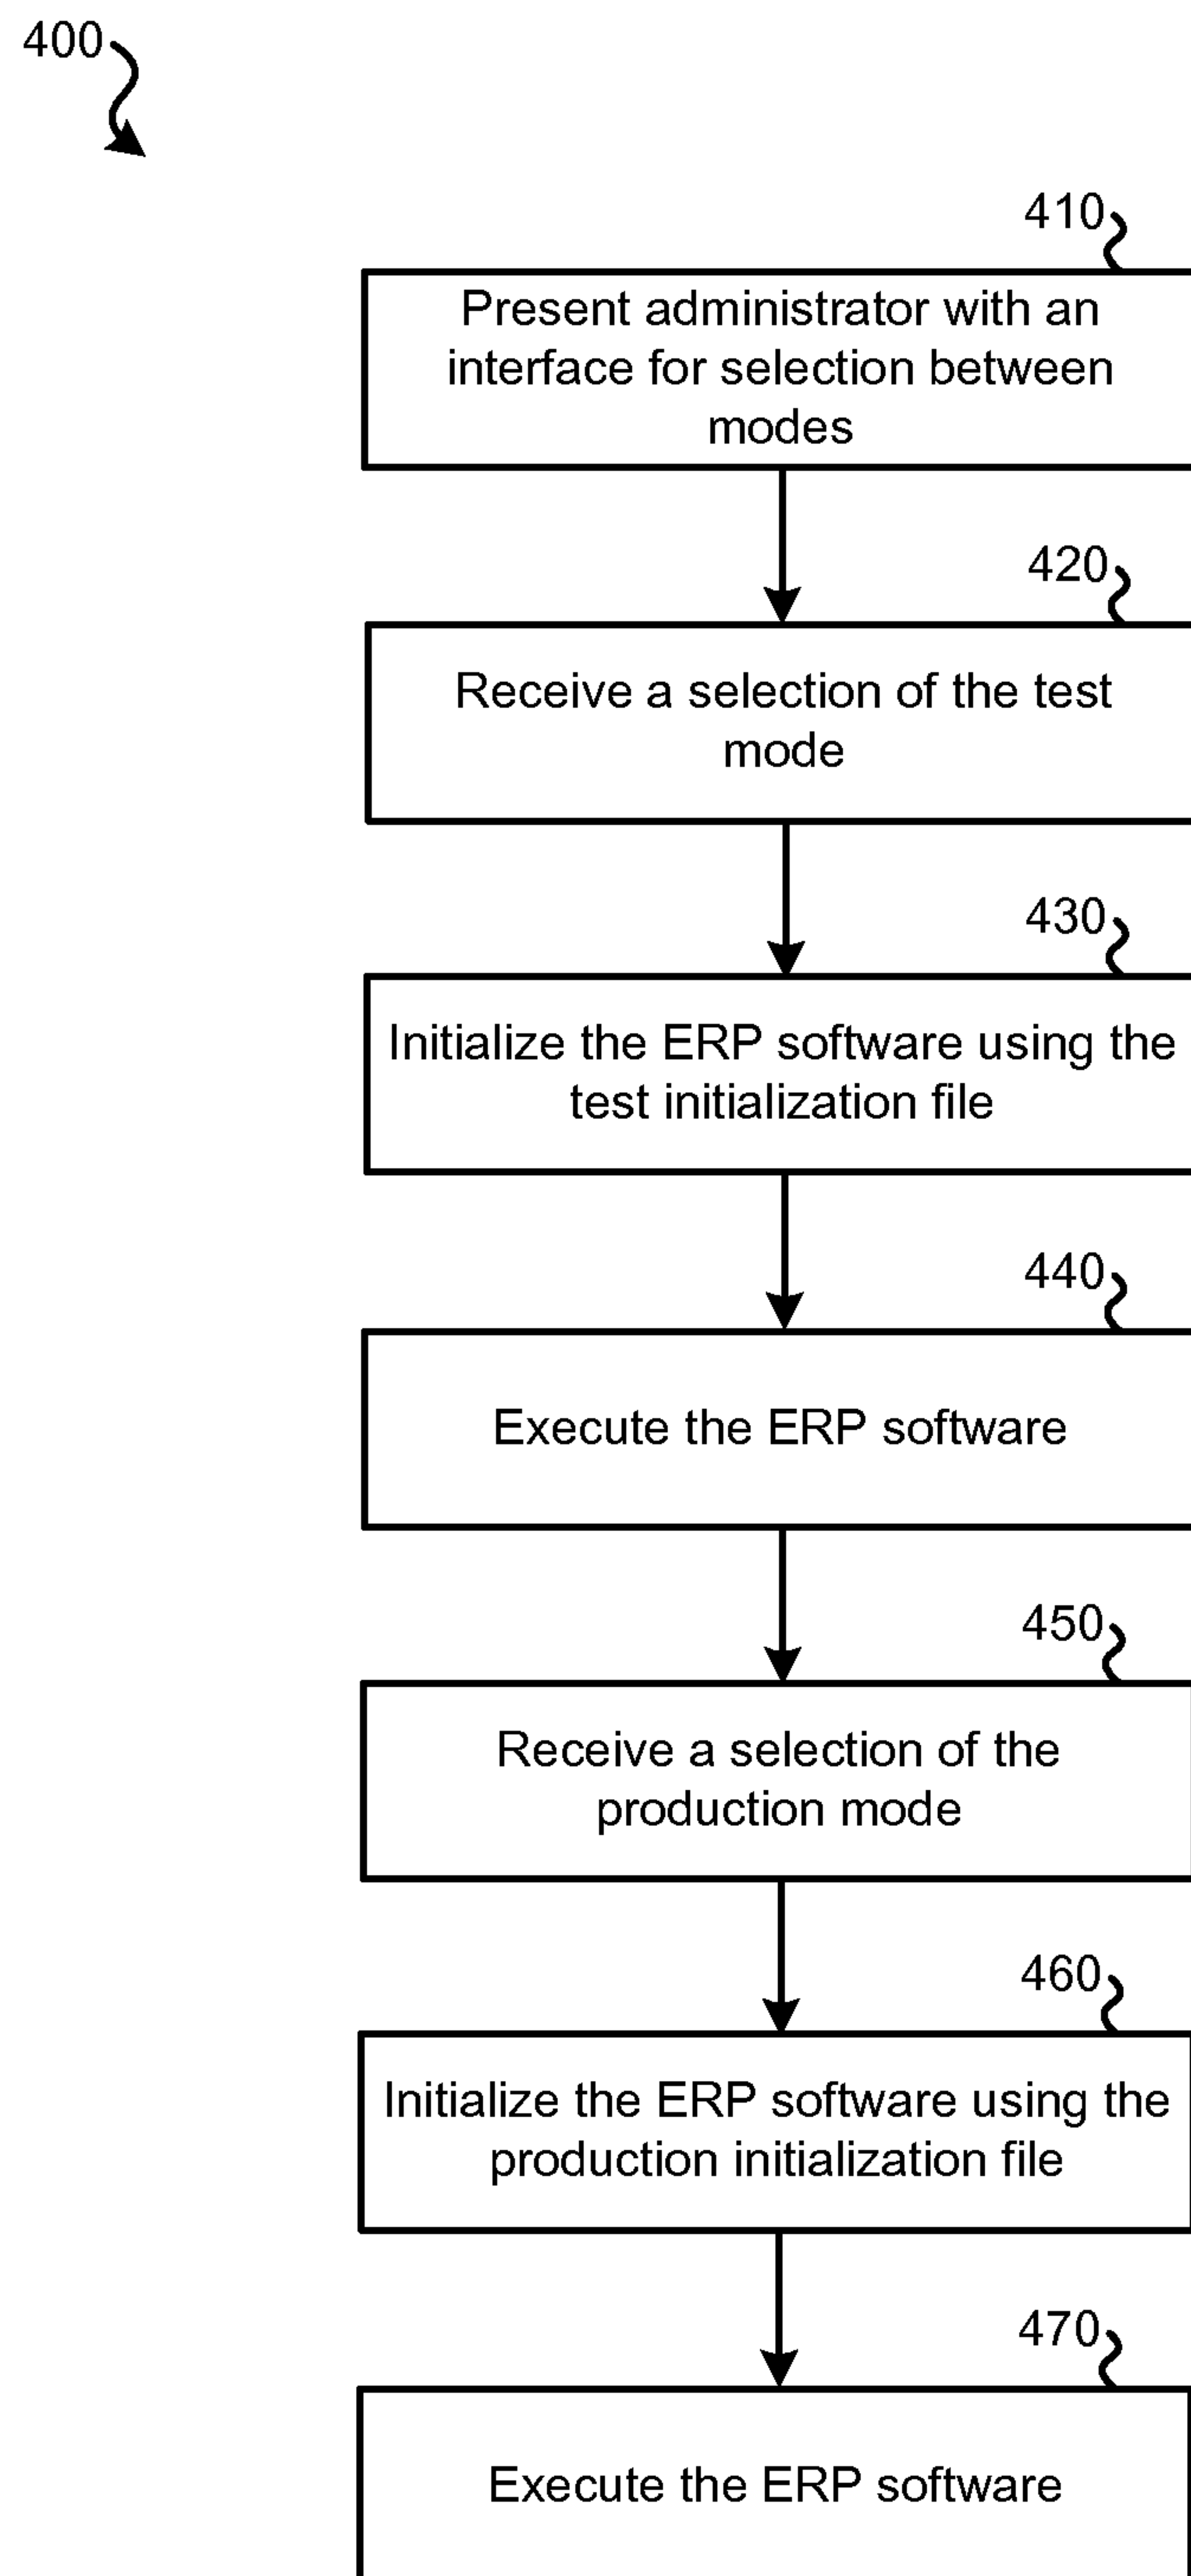 400
410
Present administrator with an
interface for selection between
modes
420
Receive a selection of the test
mode
430
Initialize the ERP software using the
test initialization file
440
Execute the ERP software
450
Receive a selection of the
production mode
460
Initialize the ERP software using the
production initialization file
470
Execute the ERP software